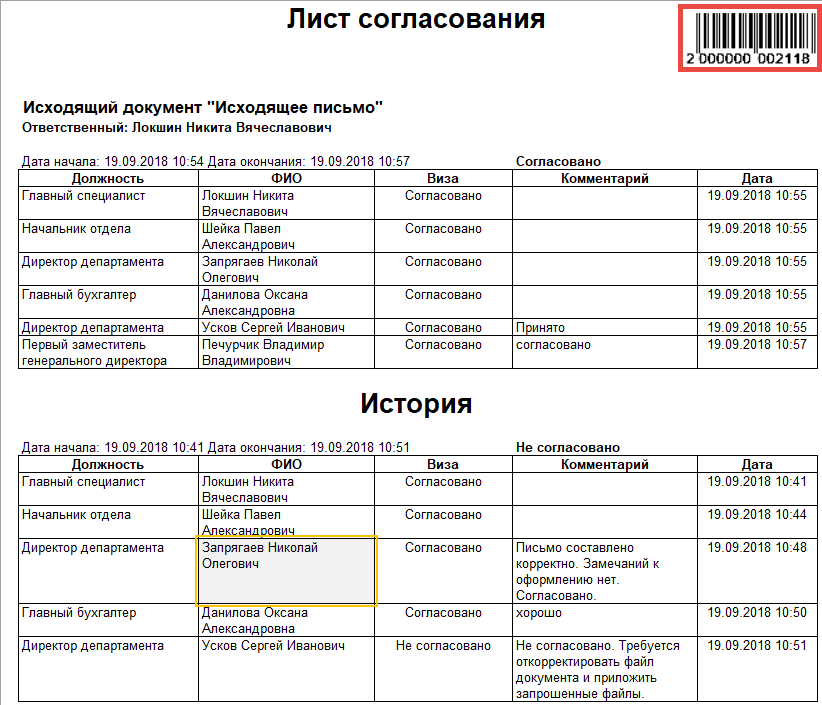 Лист согласования
2 000000 002118
Исходящий документ "Исходящее письмо"
Ответственный: Локшин Никита Вячеславович
Дата начала: 19.09.2018 10:54 Дата окончания: 19.09.2018 10:57 Согласовано
Должность ФИО Виза Комментарий Дата
Главный специалист Локшин Никита Согласовано 19.09.2018 10:55
Вячеславович
Начальник отдела Шейка Павел Согласовано 19.09.2018 10:55
Александрович
Директор департамента Запрягаев Николай Согласовано 19.09.2018 10:55
Олегович
Главный бухгалтер Данилова Оксана Согласовано 19.09.2018 10:55
Александровна
Директор департамента Усков Сергей Иванович Согласовано Принято 19.09.2018 10:55
Первый заместитель Печурчик Владимир Согласовано согласовано 19.09.2018 10:57
генерального директора Владимирович
История
Дата начала: 19.09.2018 10:41 Дата окончания: 19.09.2018 10:51 Не согласовано
Должность ФИО Виза Комментарий Дата
Главный специалист Локшин Никита Согласовано 19.09.2018 10:41
Вячеславович
Начальник отдела Шейка Павел Согласовано 19.09.2018 10:44
Александрович
Директор департамента Запрягаев Николай Согласовано Письмо составлено 19.09.2018 10:48
Олегович корректно. Замечаний к
оформлению нет.
Согласовано.
Главный бухгалтер Данилова Оксана Согласовано хорошо 19.09.2018 10:50
Александровна
Директор департамента Усков Сергей Иванович Не согласовано Не согласовано. Требуется 19.09.2018 10:51
откорректировать файл
документа и приложить
запрошенные файлы.